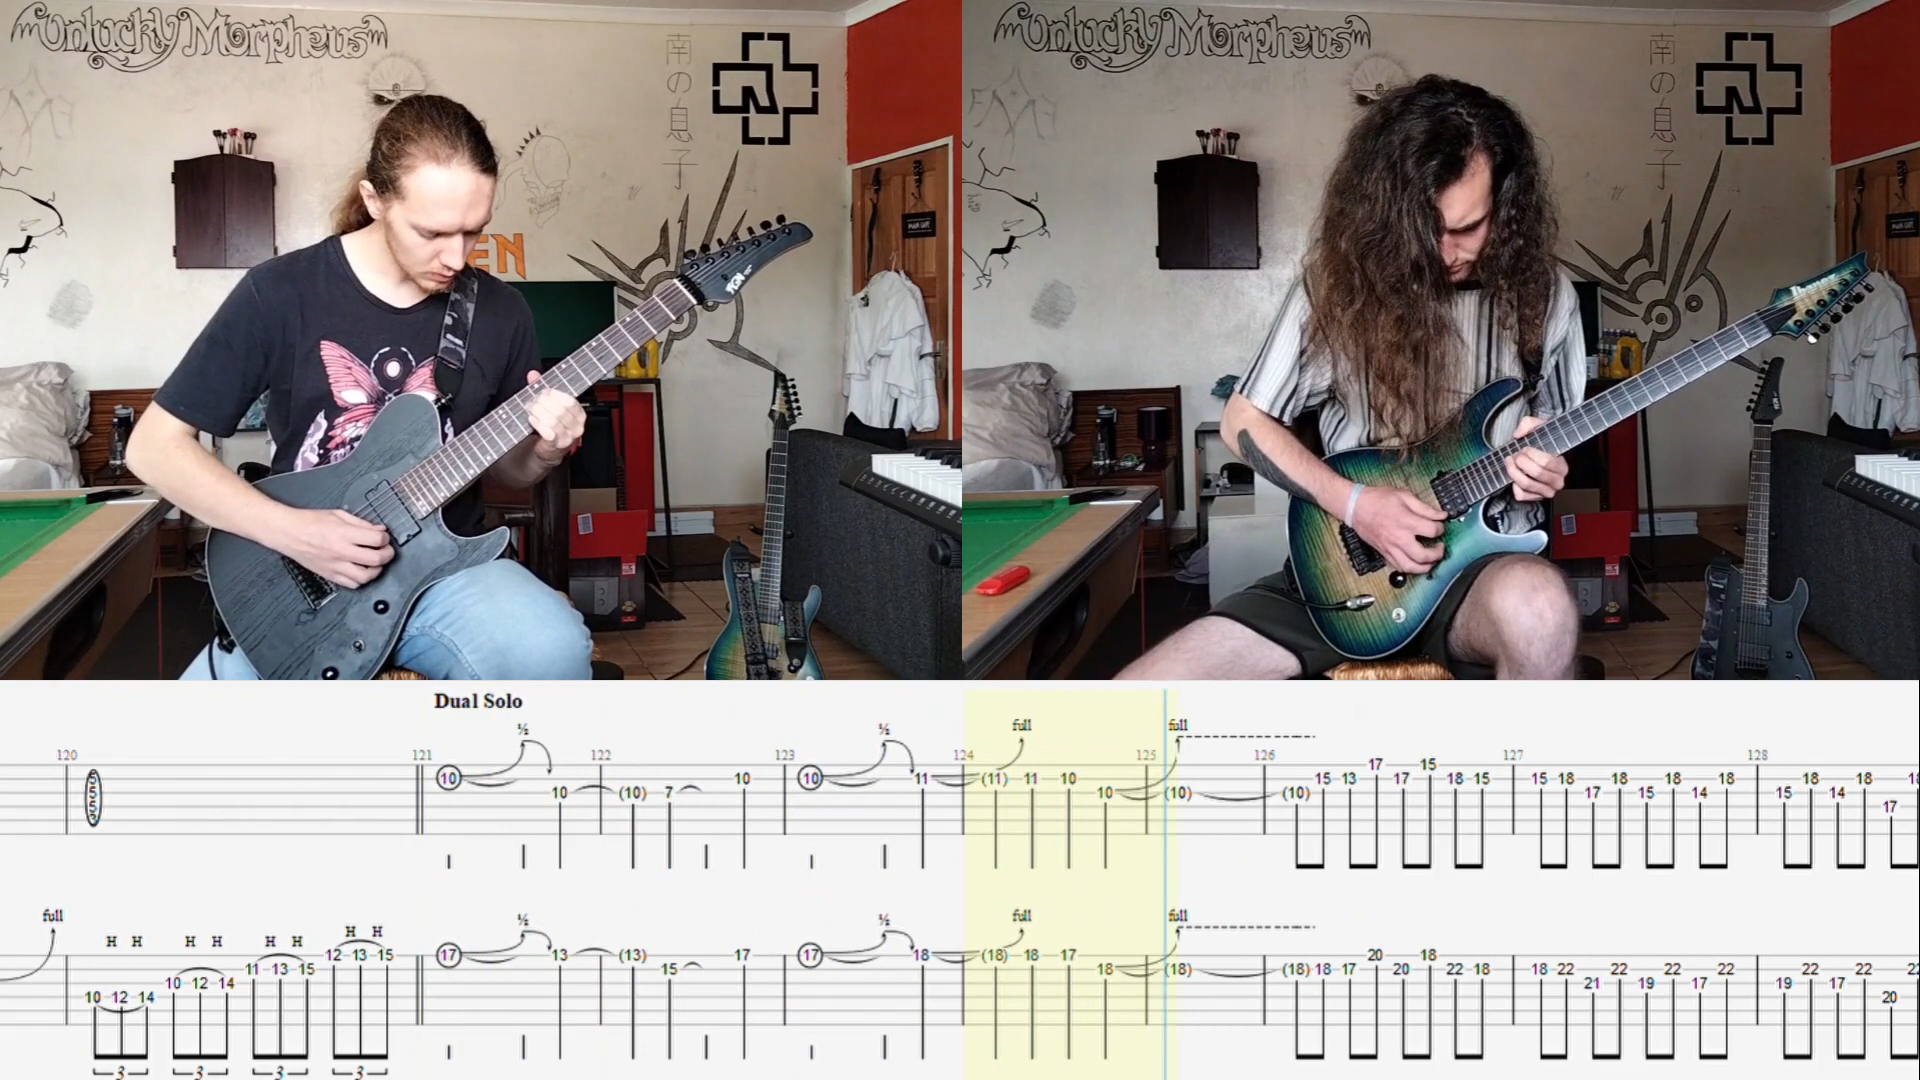 Unlucky Morpheus
南の息子
EN
TGN
Unlucky Morpheus
南の息子
Ibanez
TGN
Dual Solo
½ ½ full full
120 121 122 123 124 125 126 127 128
17 15
10 10 10 11 (11) 11 10 15 13 17 18 15 15 18 18 18 18 18 18
10 (10) 7 10 (10) (10) 17 15 14 15 14
17
full ½ ½ full full
H H H H H H H H
12 13 15 17 13 (13) 17 17 18 (18) 18 17 20 18
11 13 15 15 18 (18) (18) 18 17 20 22 18 18 22 22 22 22 22 22
10 12 14 21 19 17 19 17
10 12 14 20
3 3 3 3